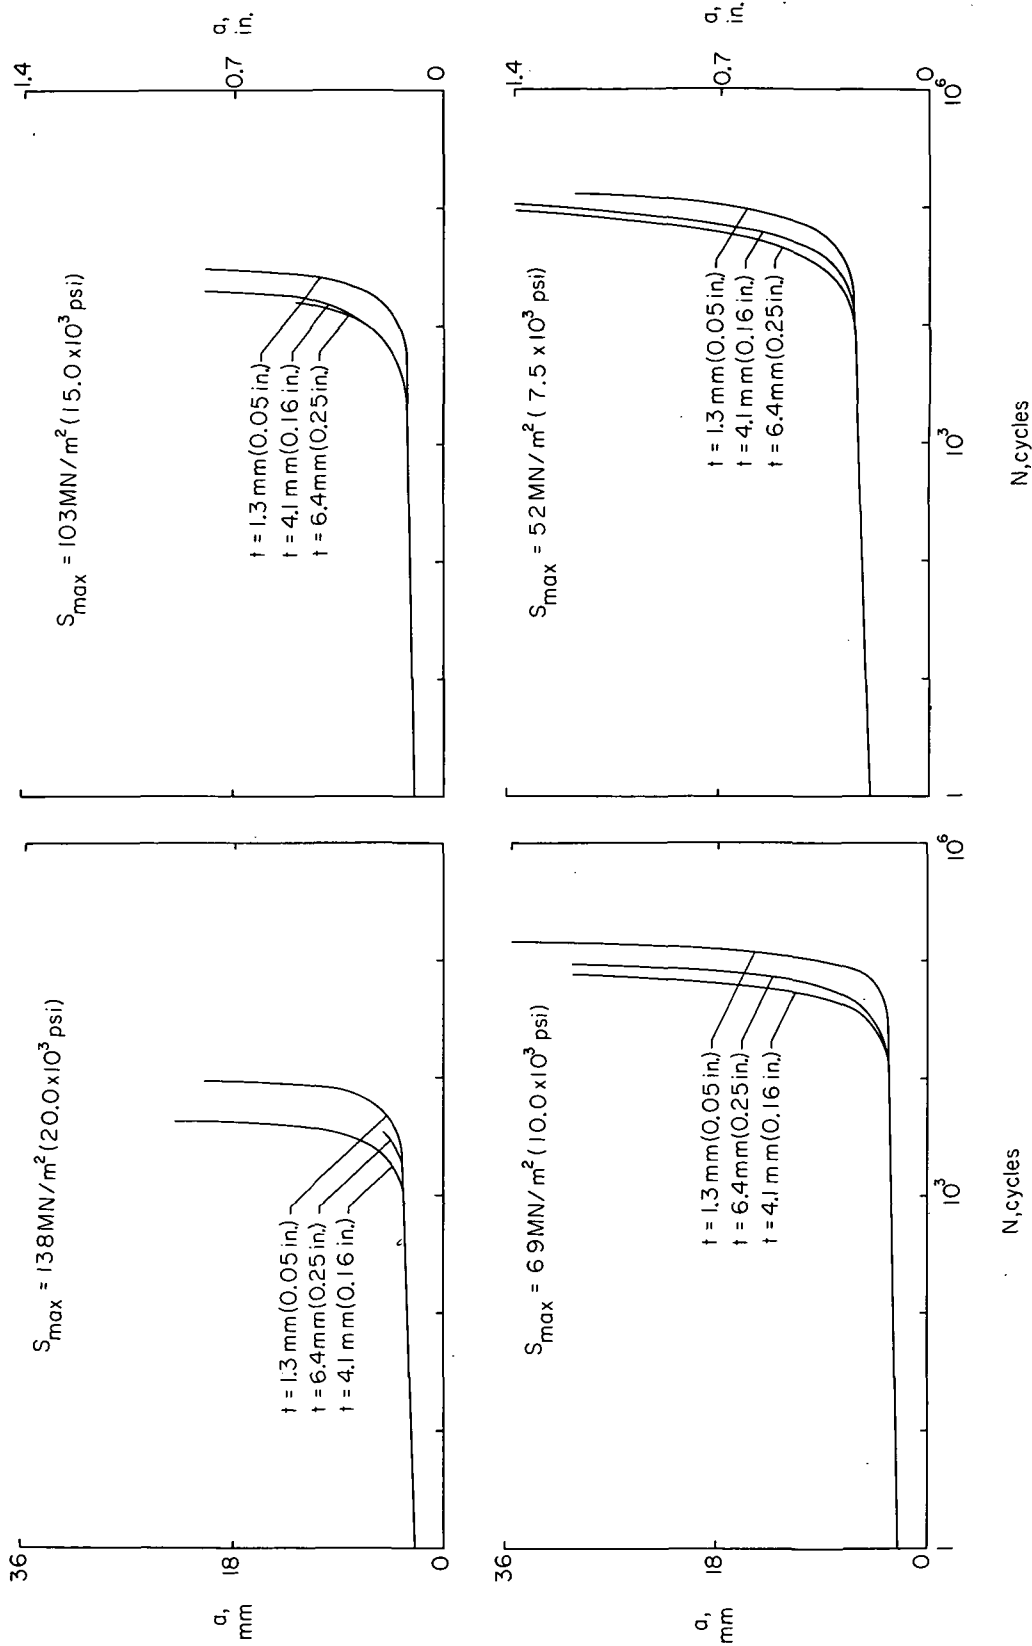 36
18
0
a,
mm
S_max = 138 MN/m² (20.0 x 10³ psi)
t = 1.3 mm (0.05 in.)
t = 6.4 mm (0.25 in.)
t = 4.1 mm (0.16 in.)
S_max = 103 MN/m² (15.0 x 10³ psi)
t = 1.3 mm (0.05 in.)
t = 4.1 mm (0.16 in.)
t = 6.4 mm (0.25 in.)
1.4
0.7
0
a,
in.
36
18
0
a,
mm
S_max = 69 MN/m² (10.0 x 10³ psi)
t = 1.3 mm (0.05 in.)
t = 6.4 mm (0.25 in.)
t = 4.1 mm (0.16 in.)
1
10³
10⁶
N, cycles
S_max = 52 MN/m² (7.5 x 10³ psi)
t = 1.3 mm (0.05 in.)
t = 4.1 mm (0.16 in.)
t = 6.4 mm (0.25 in.)
1.4
0.7
0
a,
in.
1
10³
10⁶
N, cycles